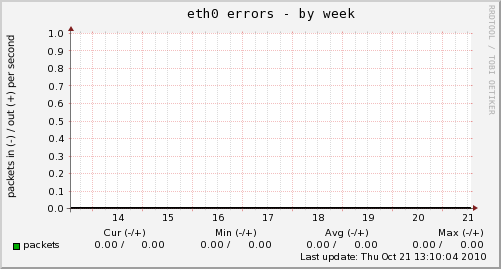 eth0 errors - by week
RRDTOOL / TOBI OETIKER
packets in (-) / out (+) per second
1.0
0.9
0.8
0.7
0.6
0.5
0.4
0.3
0.2
0.1
0.0
14 15 16 17 18 19 20 21
Cur (-/+) Min (-/+) Avg (-/+) Max (-/+)
packets 0.00 / 0.00 0.00 / 0.00 0.00 / 0.00 0.00 / 0.00
Last update: Thu Oct 21 13:10:04 2010